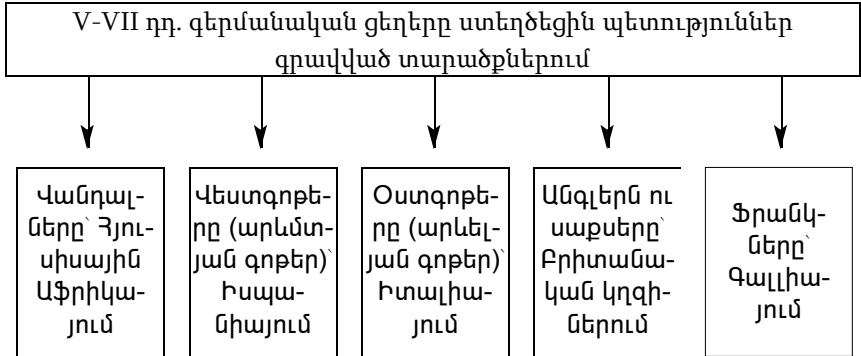 V-VII դդ. գերմանական ցեղերը ստեղծեցին պետություններ
գրավված տարածքներում
Վանդալ-
ները՝ Հյու-
սիսային
Աֆրիկա-
յում
Վեստգոթե-
րը (արևմտ-
յան գոթեր)՝
Իսպա-
նիայում
Օստգոթե-
րը (արևել-
յան գոթեր)՝
Իտալիա-
յում
Անգլերն ու
սաքսերը՝
Բրիտանա-
կան կղզի-
ներում
Ֆրանկ-
ները՝
Գալլիա-
յում